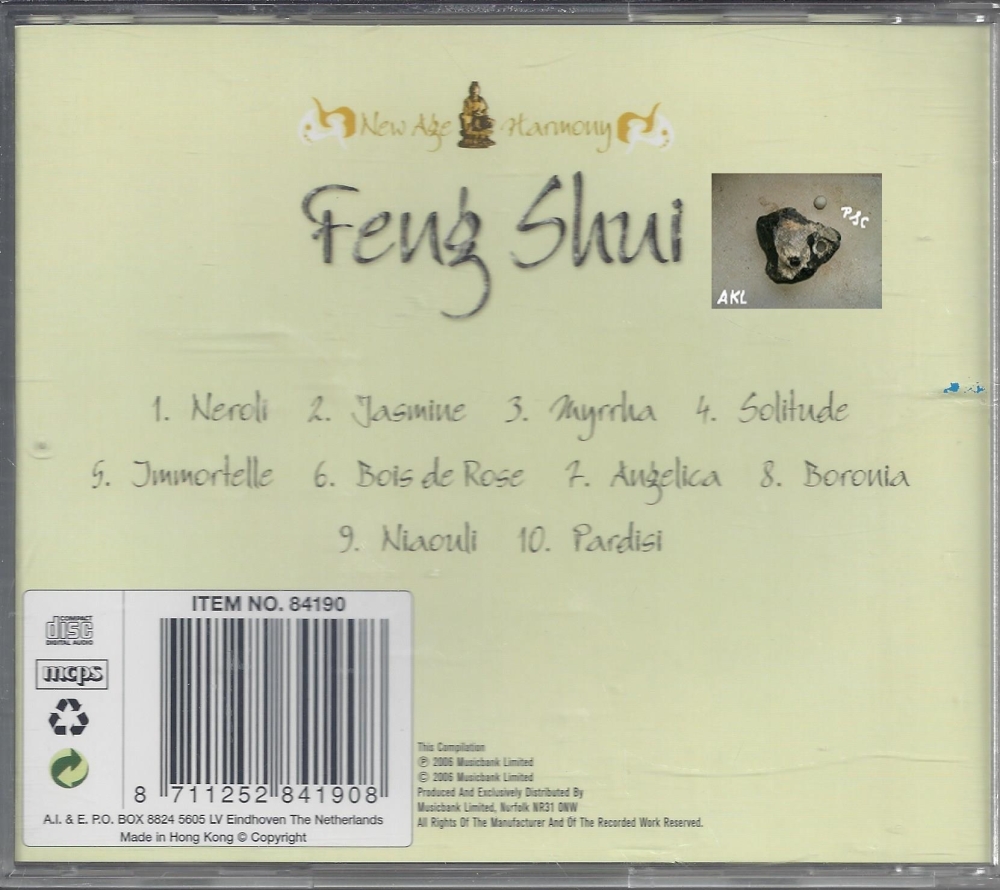 New Age Harmony
Feng Shui
PSC
AKL
1. Neroli 2. Jasmine 3. Myrrha 4. Solitude
5. Immortelle 6. Bois de Rose 7. Angelica 8. Boronia
9. Niaouli 10. Pardisi
ITEM NO. 84190
COMPACT
disc
DIGITAL AUDIO
mcps
8 711252 841908
A.I. & E. P.O. BOX 8824 5605 LV Eindhoven The Netherlands
Made in Hong Kong © Copyright
This Compilation
℗ 2006 Musicbank Limited
© 2006 Musicbank Limited
Produced And Exclusively Distributed By
Musicbank Limited, Norfolk NR31 0NW
All Rights Of The Manufacturer And Of The Recorded Work Reserved.